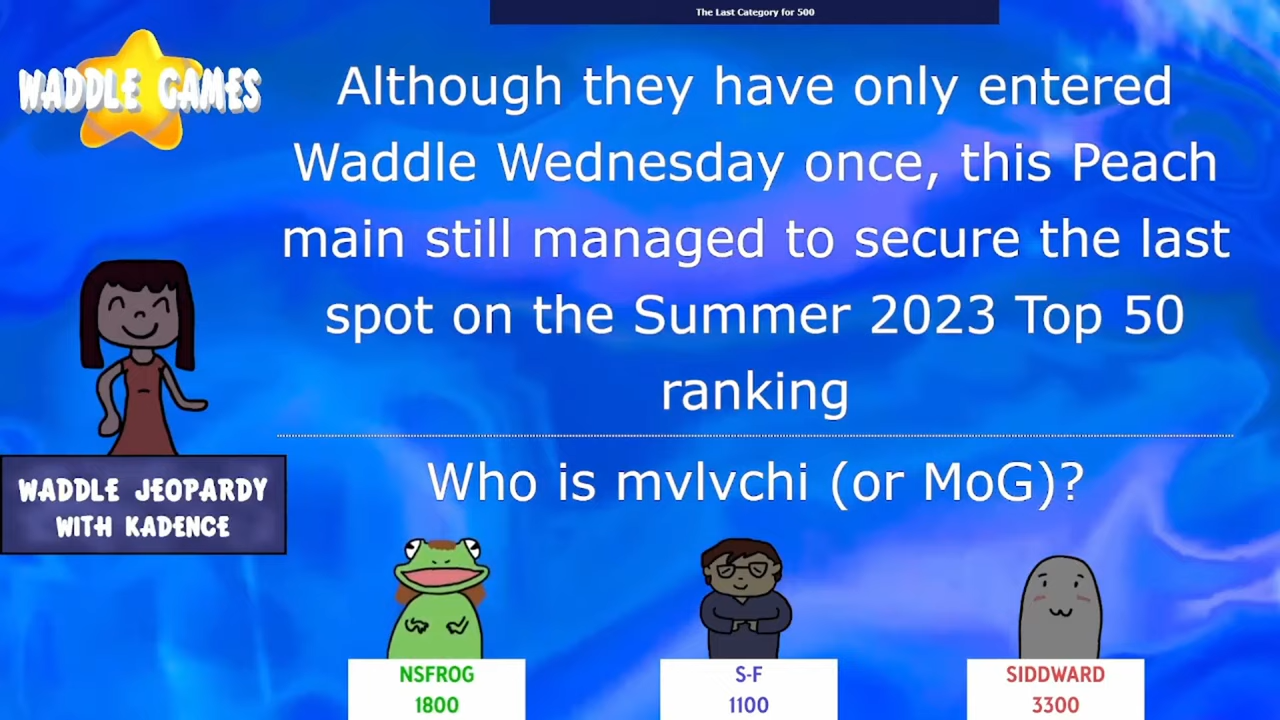 The Last Category for 500
WADDLE GAMES
Although they have only entered
Waddle Wednesday once, this Peach
main still managed to secure the last
spot on the Summer 2023 Top 50
ranking
Who is mvlvchi (or MoG)?
WADDLE JEOPARDY
WITH KADENCE
NSFROG
1800
S-F
1100
SIDDWARD
3300